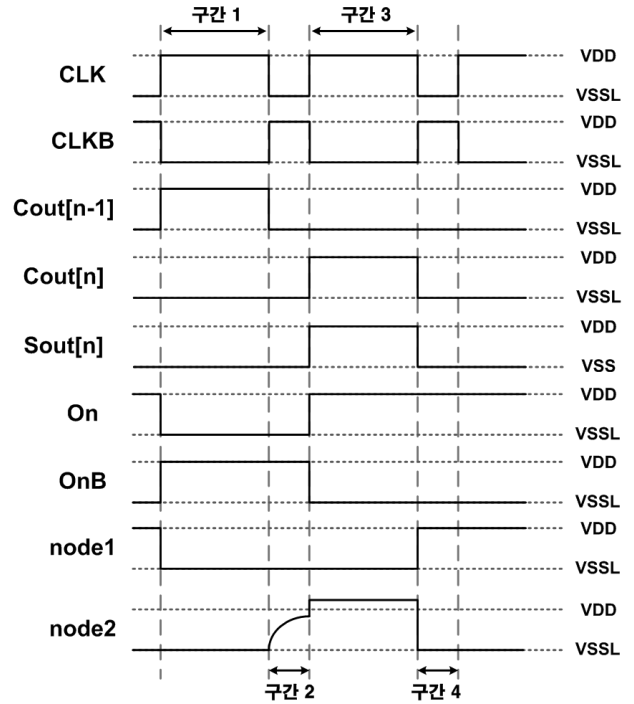 구간 1
구간 3
CLK
VDD
VSSL
CLKB
VDD
VSSL
Cout[n-1]
VDD
VSSL
Cout[n]
VDD
VSSL
Sout[n]
VDD
VSS
On
VDD
VSSL
OnB
VDD
VSSL
node1
VDD
VSSL
node2
VDD
VSSL
구간 2
구간 4